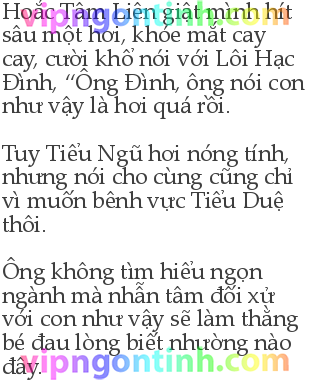 Hoắc Tâm Liên giật mình hít
sâu một hơi, khóe mắt cay
cay, cười khổ nói với Lôi Hạc
Đình, “Ông Đình, ông nói con
như vậy là hơi quá rồi.
Tuy Tiểu Ngũ hơi nóng tính,
nhưng nói cho cùng cũng chỉ
vì muốn bênh vực Tiểu Duệ
thôi.
Ông không tìm hiểu ngọn
ngành mà nhẫn tâm đối xử
với con như vậy sẽ làm thằng
bé đau lòng biết nhường nào
đấy.
vipngontinh.com
vipngontinh.com